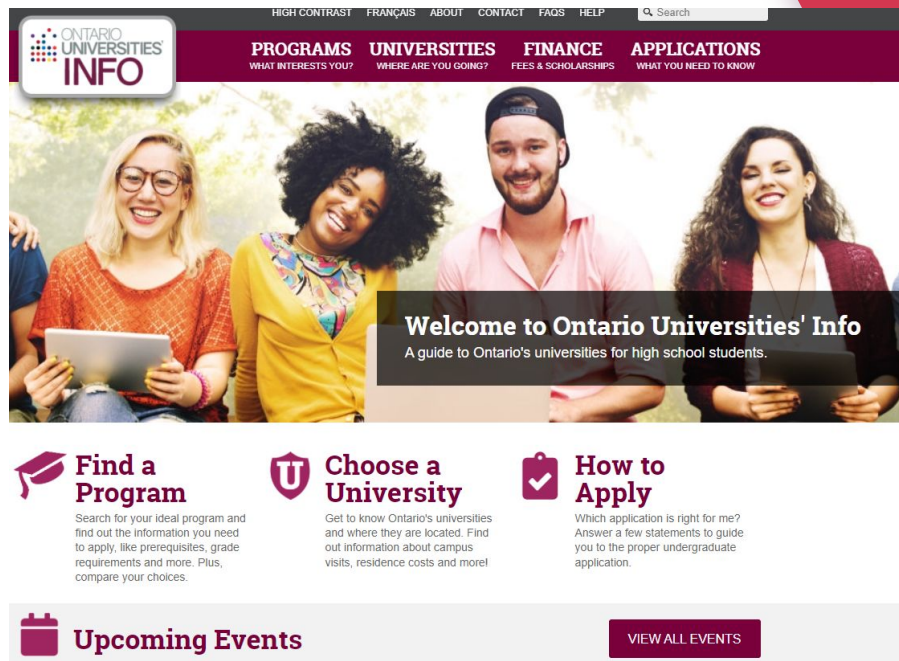 HIGH CONTRAST FRANÇAIS ABOUT CONTACT FAQS HELP Search
ONTARIO
UNIVERSITIES'
INFO
PROGRAMS UNIVERSITIES FINANCE APPLICATIONS
WHAT INTERESTS YOU? WHERE ARE YOU GOING? FEES & SCHOLARSHIPS WHAT YOU NEED TO KNOW
Welcome to Ontario Universities' Info
A guide to Ontario's universities for high school students.
Find a
Program
Search for your ideal program and
find out the information you need
to apply, like prerequisites, grade
requirements and more. Plus,
compare your choices.
U
Choose a
University
Get to know Ontario's universities
and where they are located. Find
out information about campus
visits, residence costs and more!
How to
Apply
Which application is right for me?
Answer a few statements to guide
you to the proper undergraduate
application.
Upcoming Events
VIEW ALL EVENTS